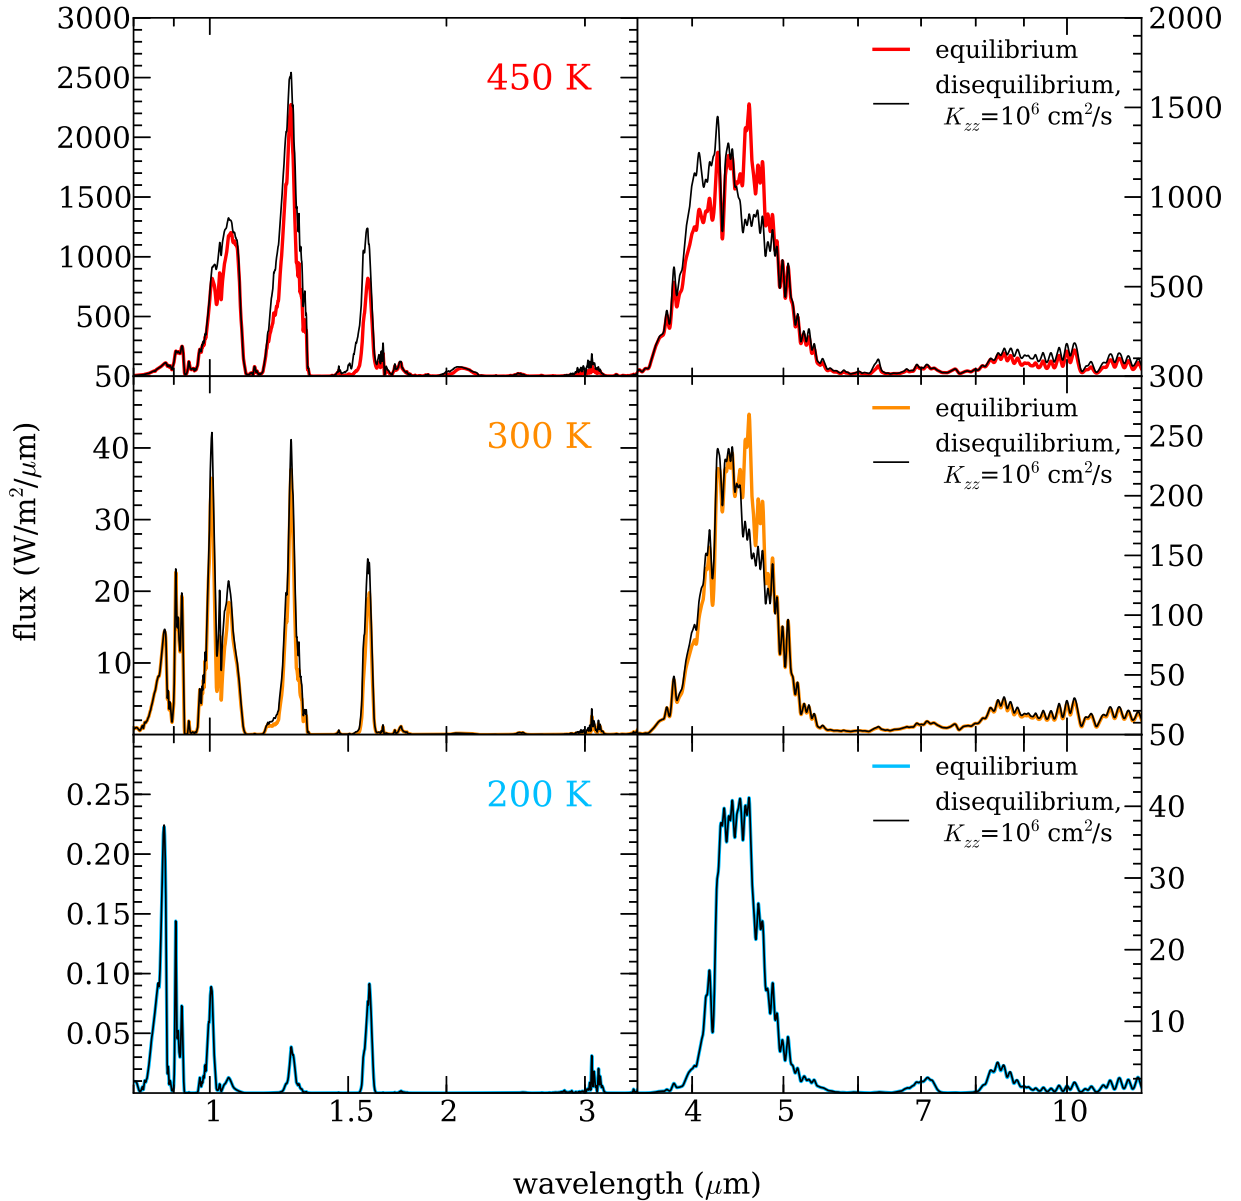 3000
2500
2000
1500
1000
500
50
450 K
equilibrium
disequilibrium,
K_zz=10^6 cm^2/s
2000
1500
1000
500
300
40
30
20
10
300 K
equilibrium
disequilibrium,
K_zz=10^6 cm^2/s
250
200
150
100
50
50
0.25
0.20
0.15
0.10
0.05
200 K
equilibrium
disequilibrium,
K_zz=10^6 cm^2/s
40
30
20
10
flux (W/m^2/μm)
1 1.5 2 3 4 5 7 10
wavelength (μm)